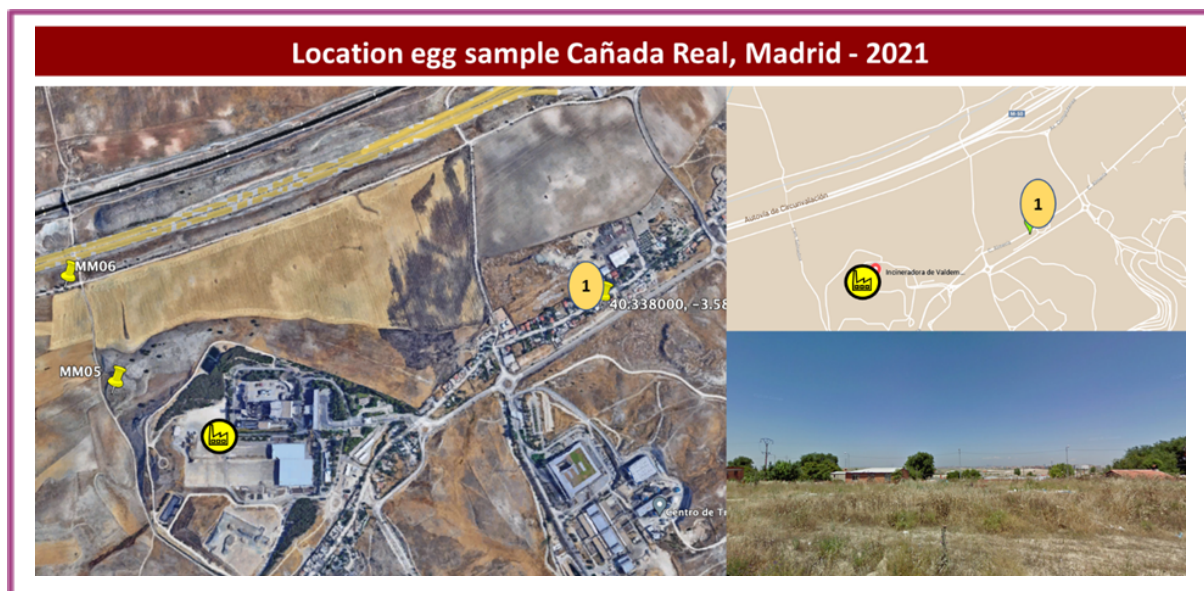 Location egg sample Cañada Real, Madrid - 2021
MM06
1
40.338000, -3.58
MM05
Centro de Tr
Autovía de Circunvalación
1
Incineradora de Valdem...